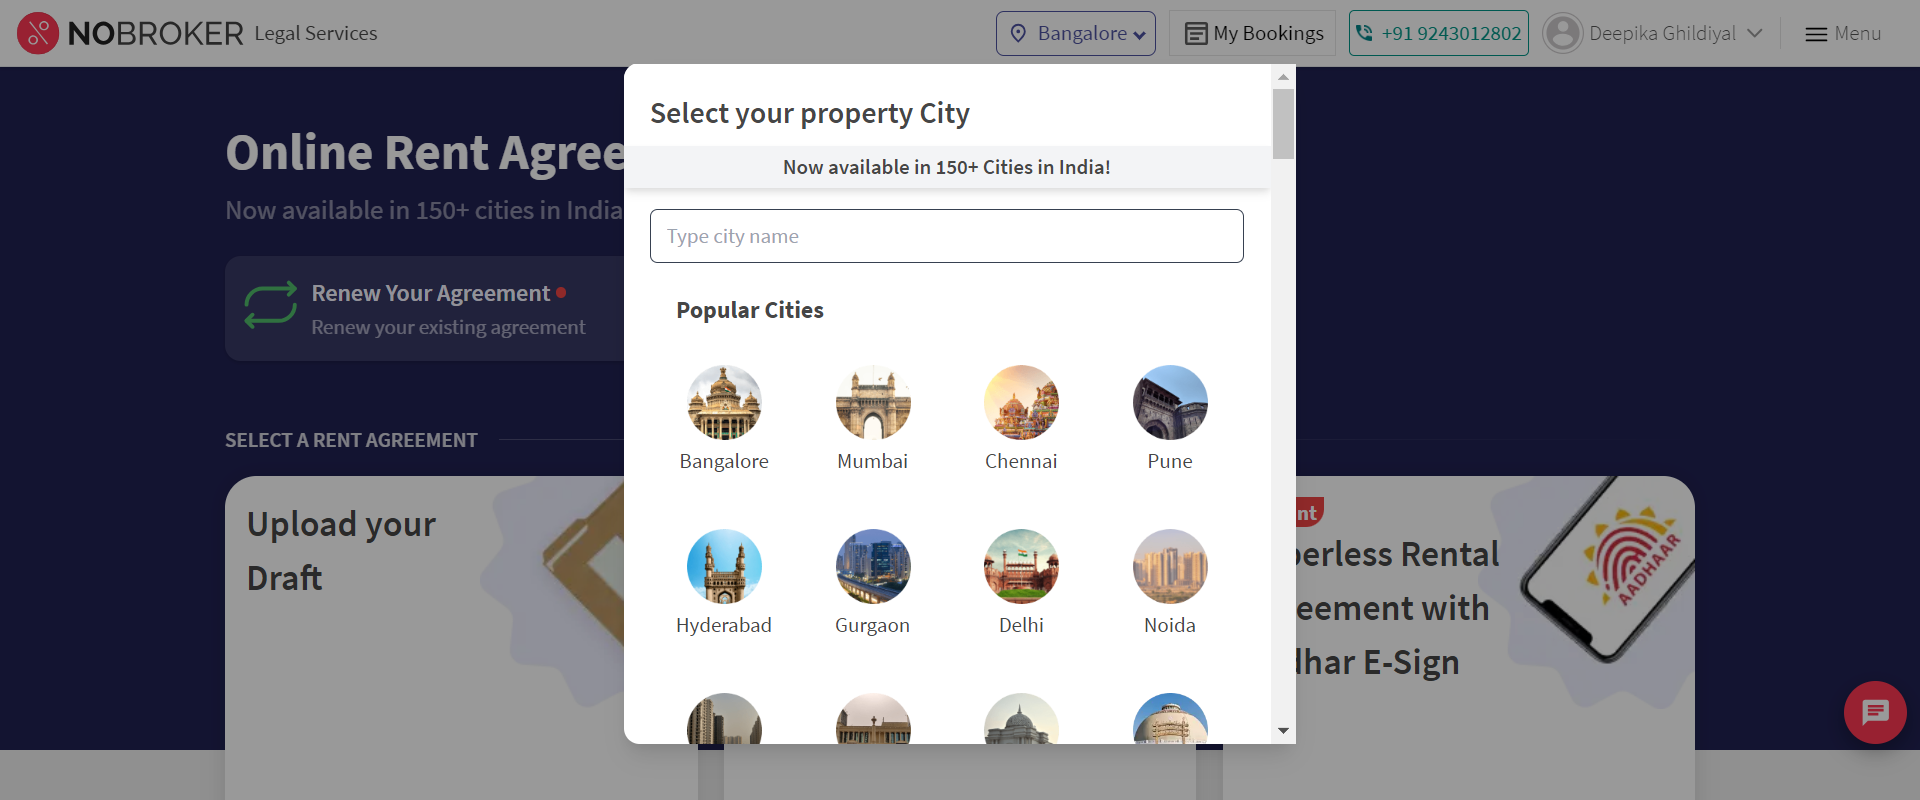 NOBROKER Legal Services
Bangalore
My Bookings
+91 9243012802
Deepika Ghildiyal
Menu
Online Rent Agree
Now available in 150+ cities in India
Renew Your Agreement
Renew your existing agreement
SELECT A RENT AGREEMENT
Upload your
Draft
Select your property City
Now available in 150+ Cities in India!
Type city name
Popular Cities
Bangalore
Mumbai
Chennai
Pune
Hyderabad
Gurgaon
Delhi
Noida
nt
perless Rental
eement with
dhar E-Sign
AADHAAR